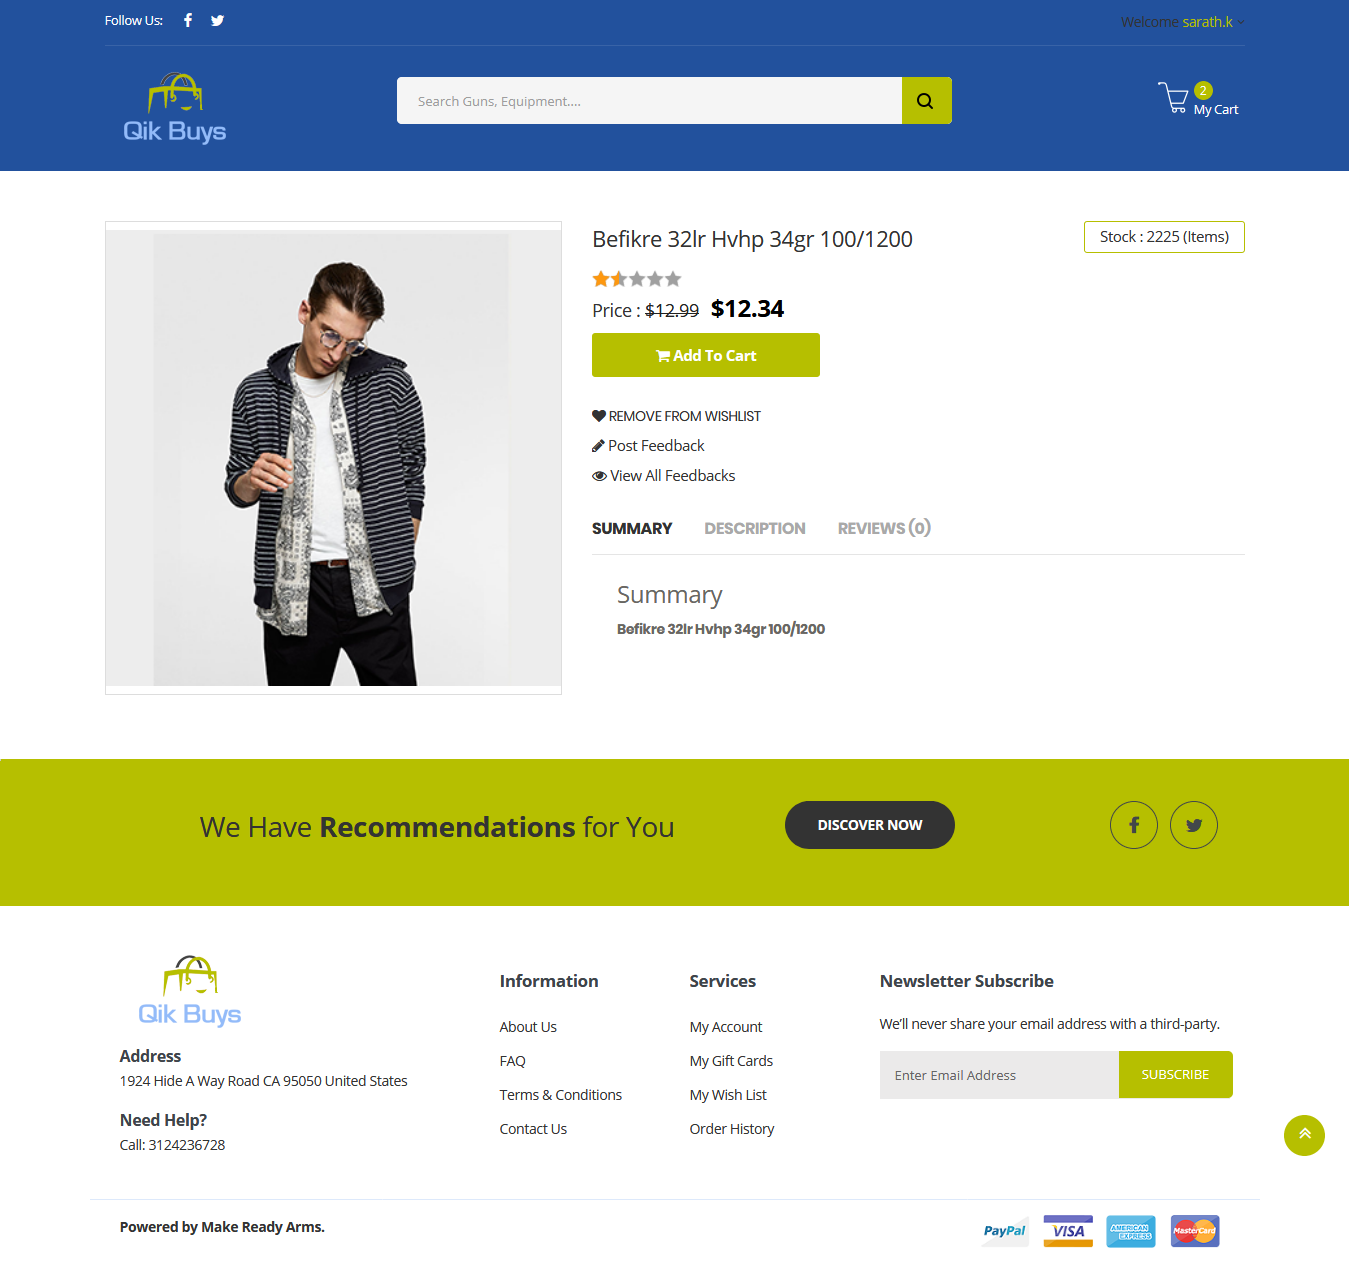 Follow Us:
Welcome sarath.k
Qik Buys
Search Guns, Equipment....
2
My Cart
Befikre 32lr Hvhp 34gr 100/1200
Stock : 2225 (Items)
Price : $12.99 $12.34
Add To Cart
REMOVE FROM WISHLIST
Post Feedback
View All Feedbacks
SUMMARY DESCRIPTION REVIEWS (0)
Summary
Befikre 32lr Hvhp 34gr 100/1200
We Have Recommendations for You
DISCOVER NOW
Qik Buys
Address
1924 Hide A Way Road CA 95050 United States
Need Help?
Call: 3124236728
Information
About Us
FAQ
Terms & Conditions
Contact Us
Services
My Account
My Gift Cards
My Wish List
Order History
Newsletter Subscribe
We'll never share your email address with a third-party.
Enter Email Address
SUBSCRIBE
Powered by Make Ready Arms.
PayPal
VISA
AMERICAN
EXPRESS
MasterCard